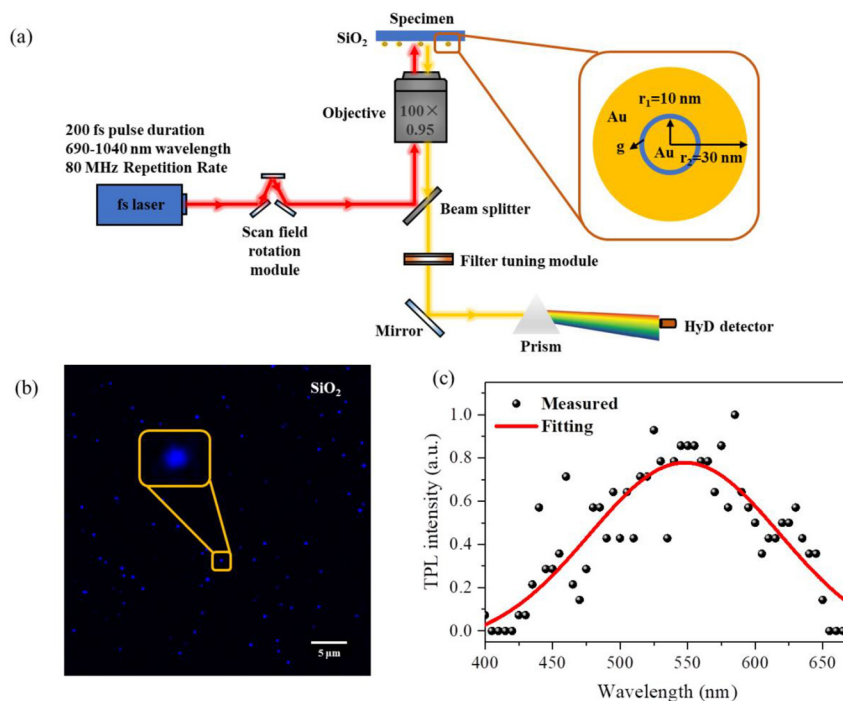 (a)
Specimen
SiO2
Objective
100×
0.95
200 fs pulse duration
690-1040 nm wavelength
80 MHz Repetition Rate
fs laser
Scan field
rotation
module
Beam splitter
Filter tuning module
Mirror
Prism
HyD detector
r1=10 nm
Au
g
Au
r2=30 nm
(b)
SiO2
5 μm
(c)
Measured
Fitting
TPL intensity (a.u.)
1.0
0.8
0.6
0.4
0.2
0.0
400
450
500
550
600
650
Wavelength (nm)